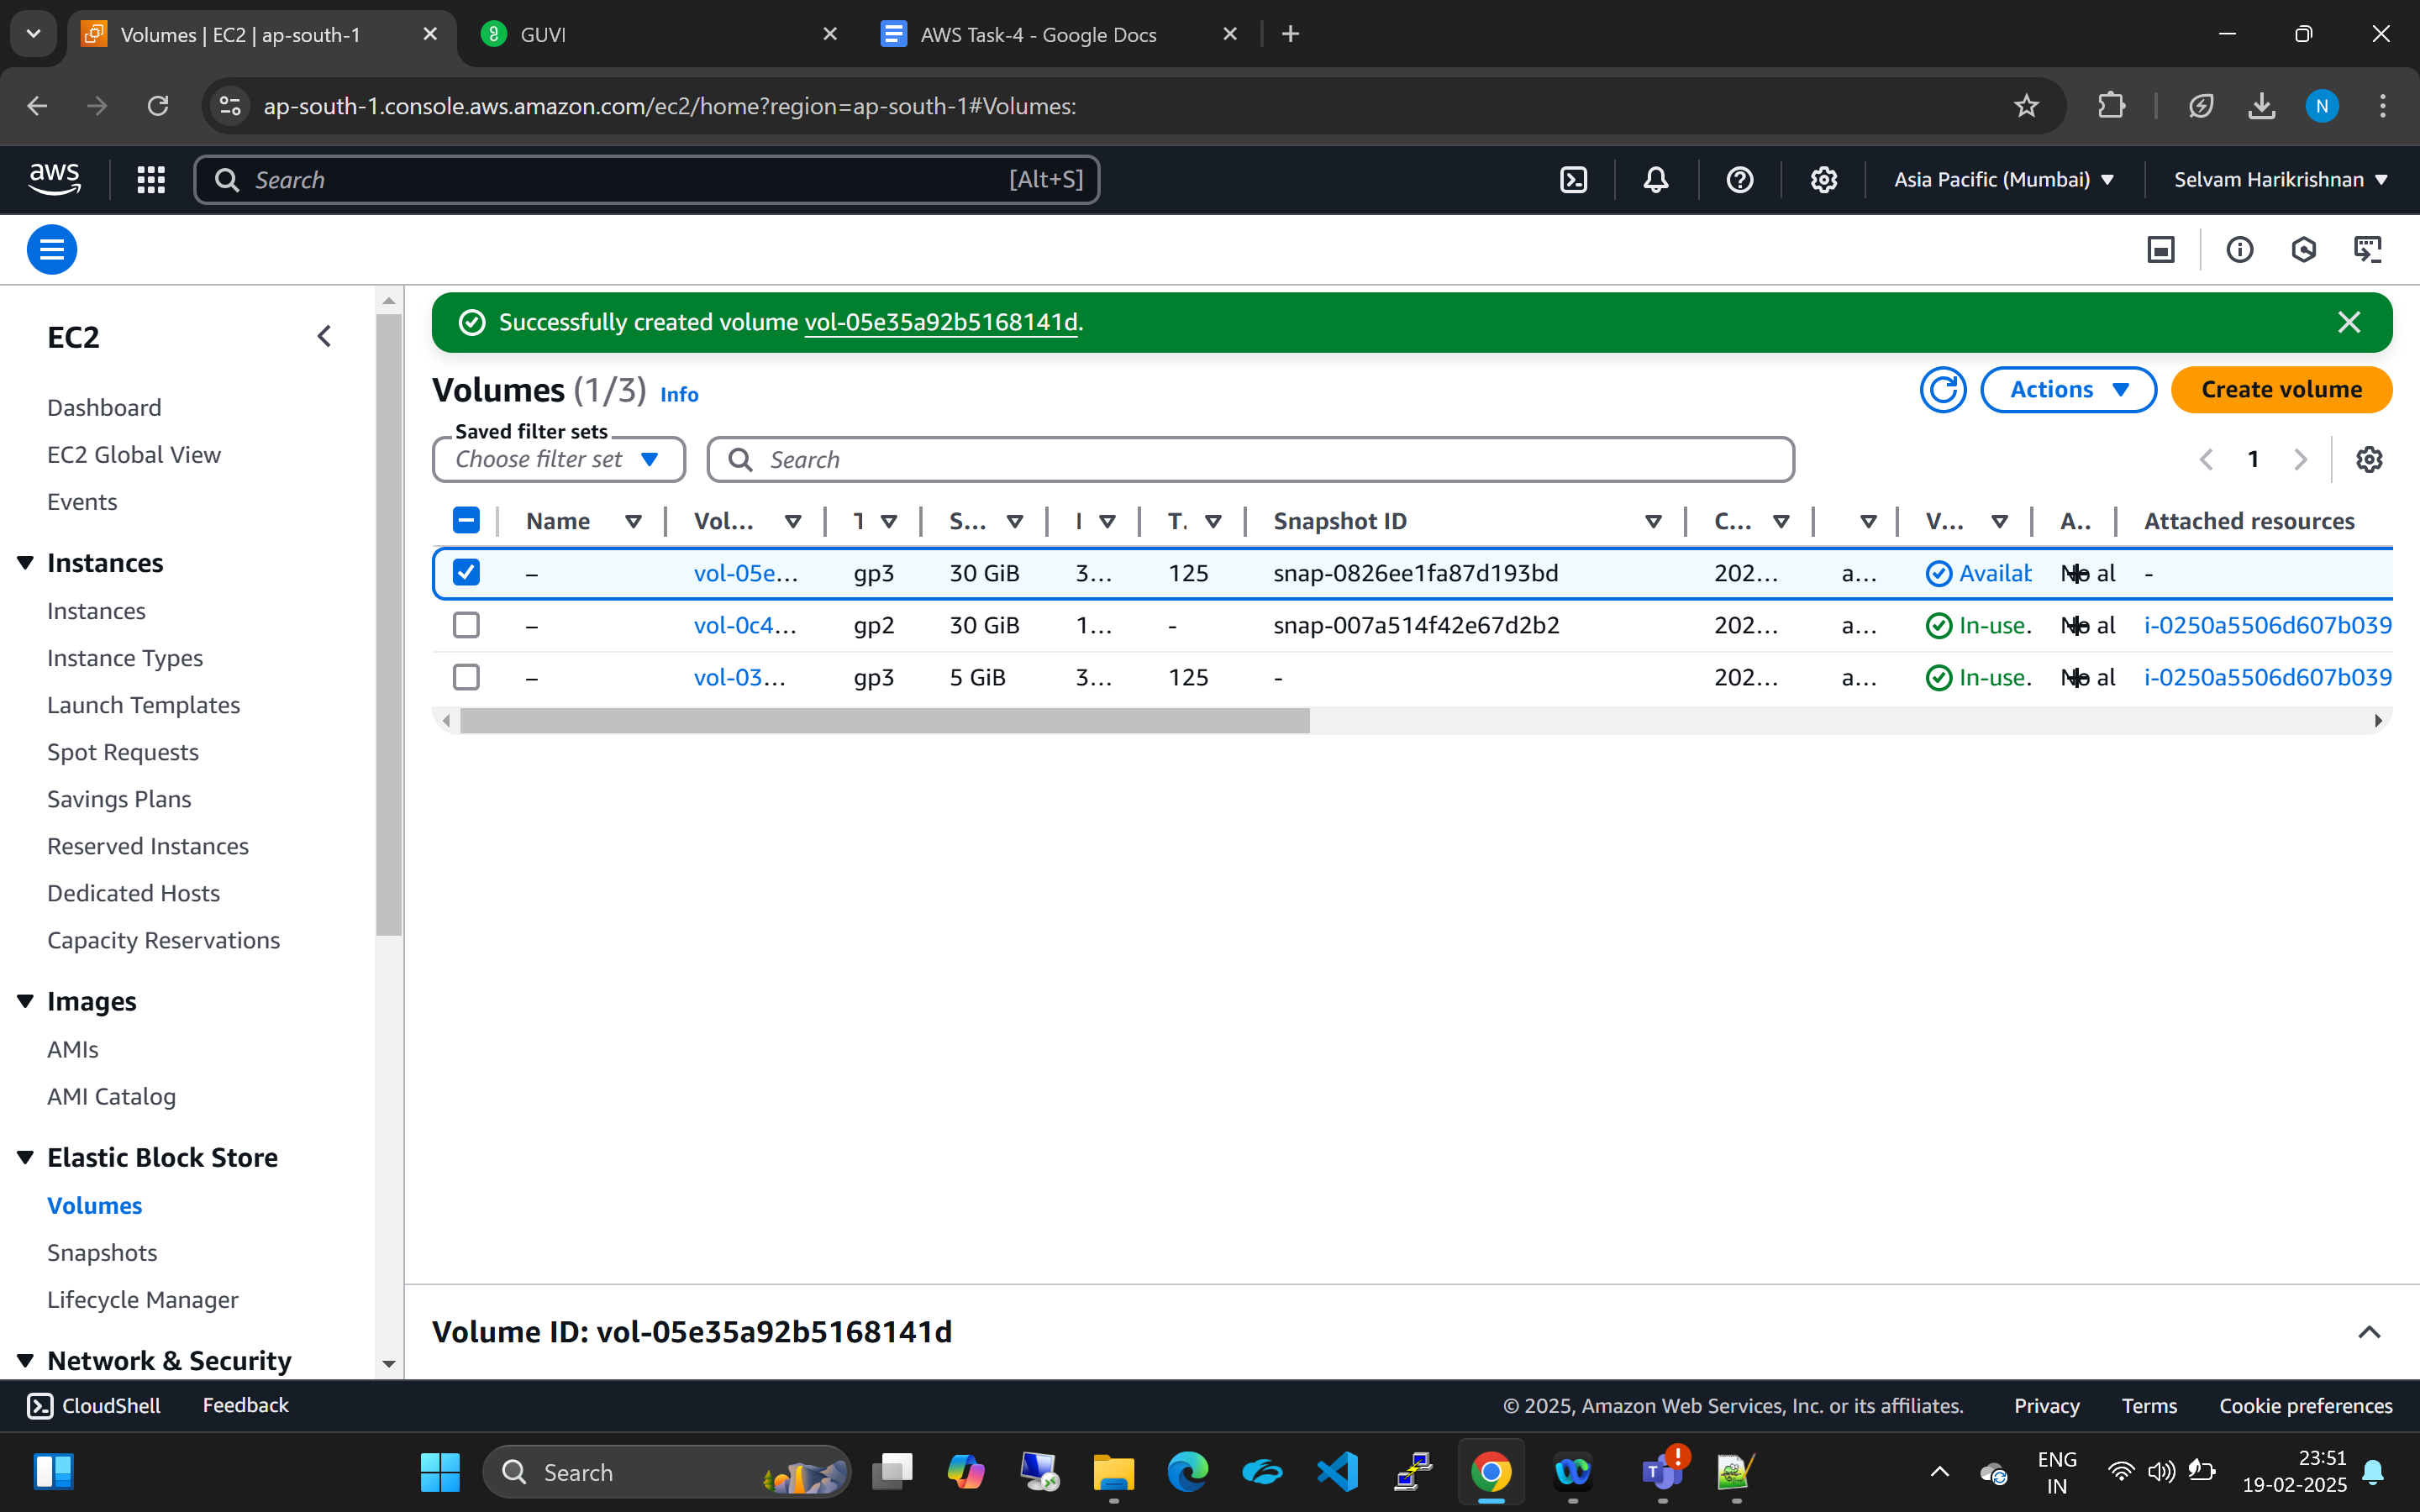 Volumes | EC2 | ap-south-1
GUVI
AWS Task-4 - Google Docs
ap-south-1.console.aws.amazon.com/ec2/home?region=ap-south-1#Volumes:
N
aws
Search
[Alt+S]
Asia Pacific (Mumbai)
Selvam Harikrishnan
Successfully created volume vol-05e35a92b5168141d.
EC2
Dashboard
EC2 Global View
Events
Instances
Instances
Instance Types
Launch Templates
Spot Requests
Savings Plans
Reserved Instances
Dedicated Hosts
Capacity Reservations
Images
AMIs
AMI Catalog
Elastic Block Store
Volumes
Snapshots
Lifecycle Manager
Network & Security
Volumes (1/3) Info
Actions
Create volume
Saved filter sets
Choose filter set
Search
1
Name Vol... T S... I T. Snapshot ID C... V... A.. Attached resources
– vol-05e... gp3 30 GiB 3... 125 snap-0826ee1fa87d193bd 202... a... Availab No al -
– vol-0c4... gp2 30 GiB 1... - snap-007a514f42e67d2b2 202... a... In-use. No al i-0250a5506d607b039
– vol-03... gp3 5 GiB 3... 125 - 202... a... In-use. No al i-0250a5506d607b039
Volume ID: vol-05e35a92b5168141d
CloudShell
Feedback
© 2025, Amazon Web Services, Inc. or its affiliates.
Privacy
Terms
Cookie preferences
Search
ENG
IN
23:51
19-02-2025